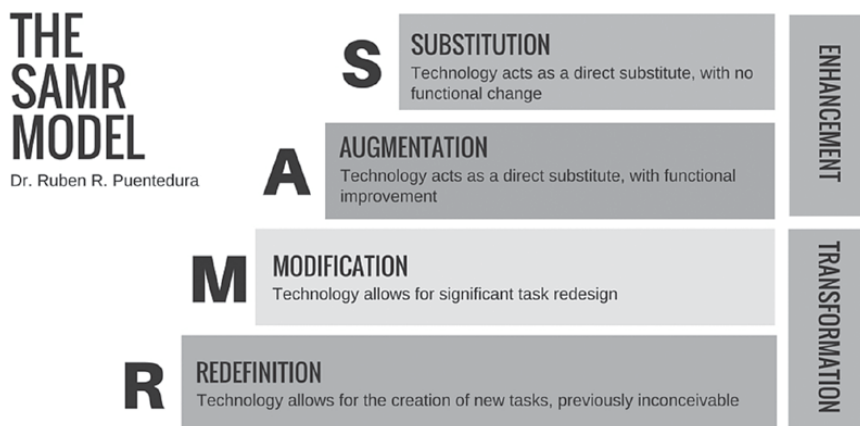 THE
SAMR
MODEL
Dr. Ruben R. Puentedura
S
SUBSTITUTION
Technology acts as a direct substitute, with no
functional change
A
AUGMENTATION
Technology acts as a direct substitute, with functional
improvement
ENHANCEMENT
M
MODIFICATION
Technology allows for significant task redesign
R
REDEFINITION
Technology allows for the creation of new tasks, previously inconceivable
TRANSFORMATION